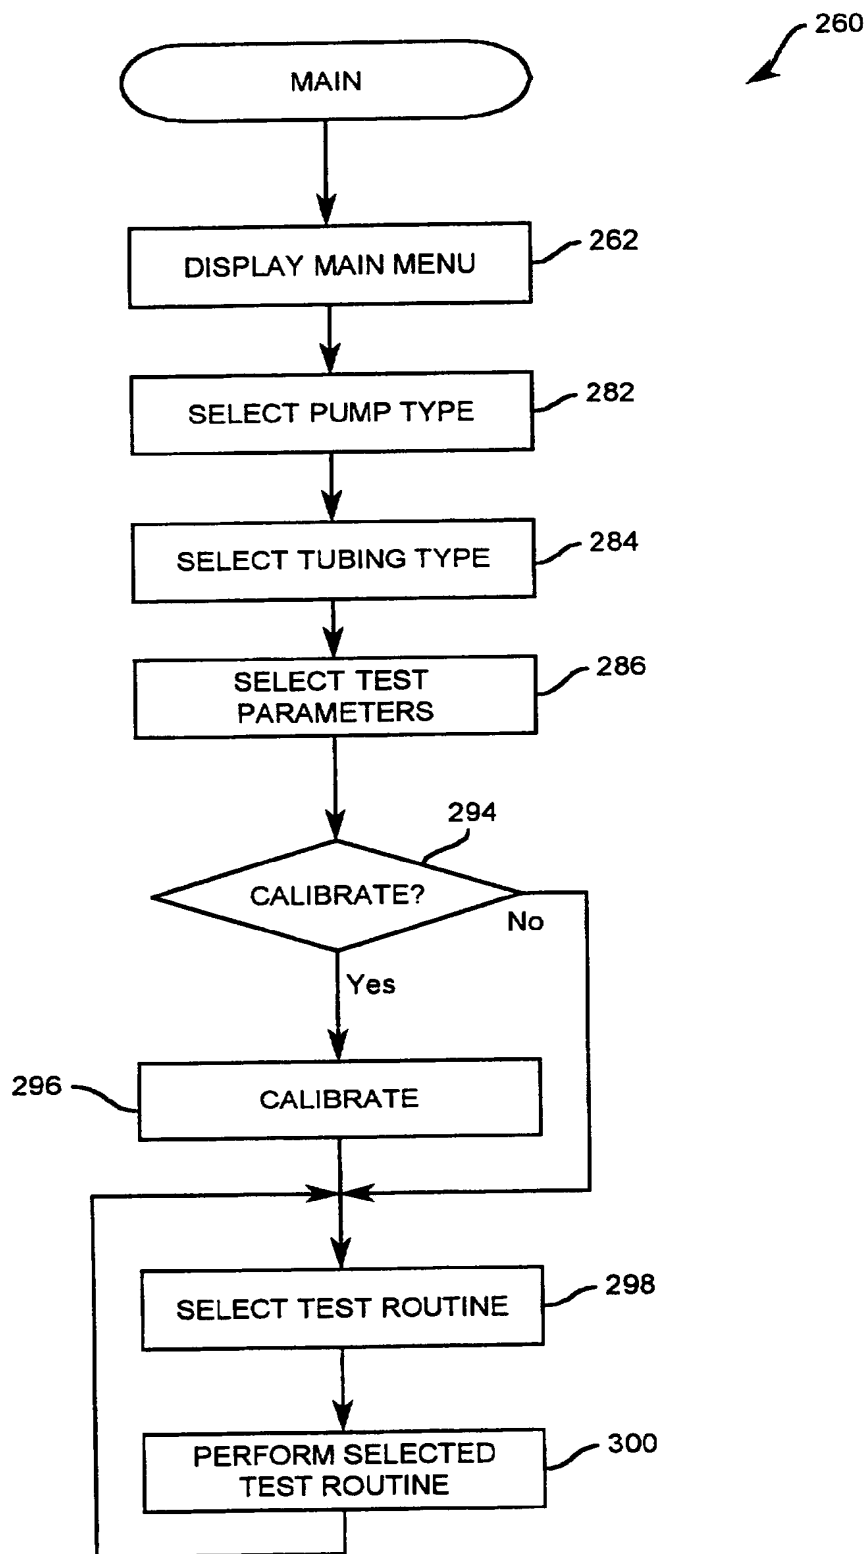 260
MAIN
DISPLAY MAIN MENU
262
SELECT PUMP TYPE
282
SELECT TUBING TYPE
284
SELECT TEST
PARAMETERS
286
294
CALIBRATE?
No
Yes
296
CALIBRATE
SELECT TEST ROUTINE
298
PERFORM SELECTED
TEST ROUTINE
300